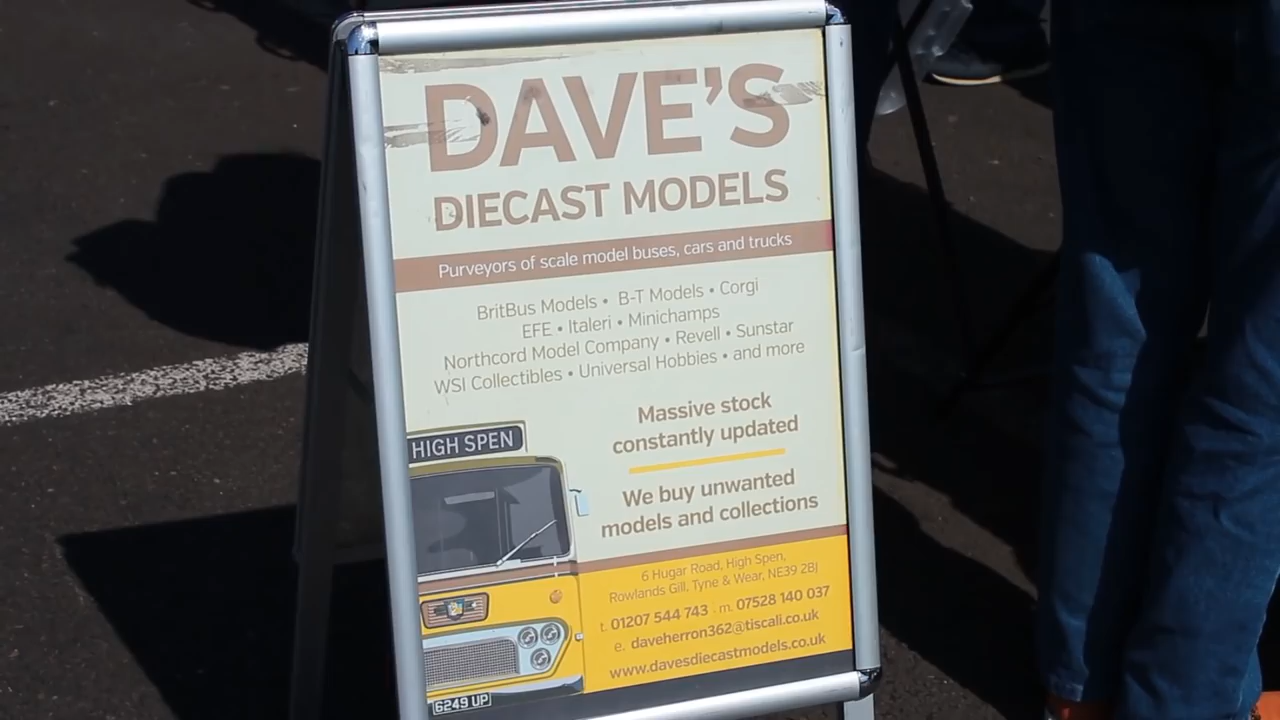 DAVE'S
DIECAST MODELS
Purveyors of scale model buses, cars and trucks
BritBus Models • B-T Models • Corgi
EFE • Italeri • Minichamps
Northcord Model Company • Revell • Sunstar
WSI Collectibles • Universal Hobbies • and more
Massive stock
constantly updated
We buy unwanted
models and collections
HIGH SPEN
6 Hugar Road, High Spen,
Rowlands Gill, Tyne & Wear, NE39 2BJ
t. 01207 544 743 m. 07528 140 037
e. daveherron362@tiscali.co.uk
www.davesdiecastmodels.co.uk
6249 UP